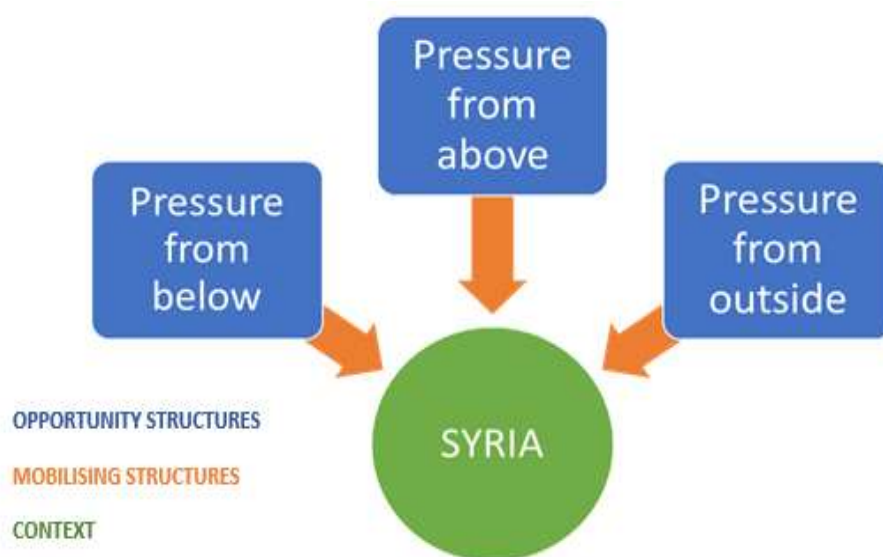 Pressure
from
above
Pressure
from
below
Pressure
from
outside
SYRIA
OPPORTUNITY STRUCTURES
MOBILISING STRUCTURES
CONTEXT